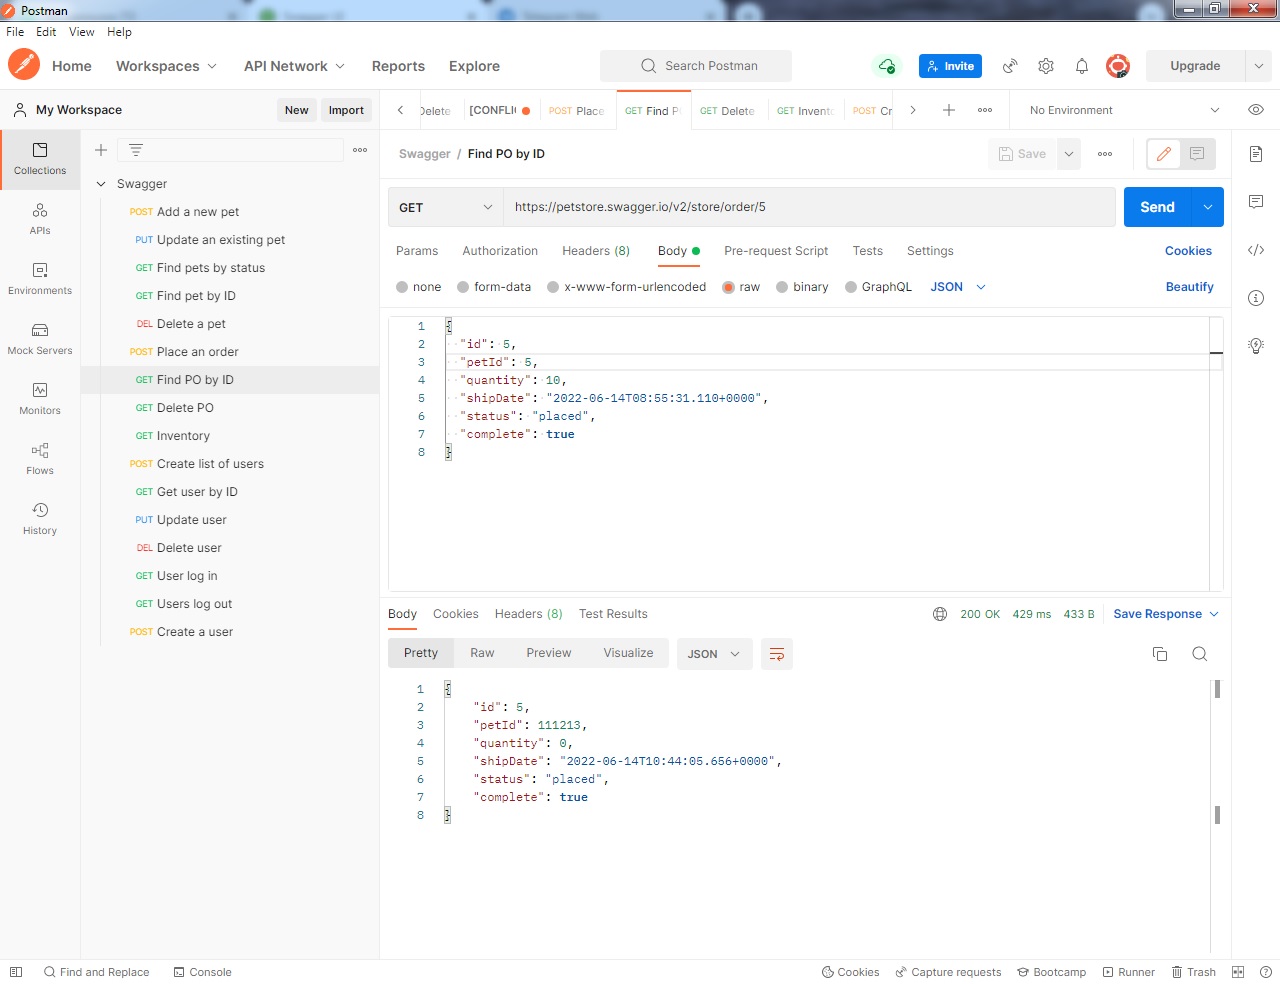 Postman
File Edit View Help
Home Workspaces API Network Reports Explore Search Postman Invite Upgrade
My Workspace New Import
Delete [CONFLI POST Place GET Find P GET Delete GET Invento POST Cr No Environment
Collections
APIs
Environments
Mock Servers
Monitors
Flows
History
Swagger
POST Add a new pet
PUT Update an existing pet
GET Find pets by status
GET Find pet by ID
DEL Delete a pet
POST Place an order
GET Find PO by ID
GET Delete PO
GET Inventory
POST Create list of users
GET Get user by ID
PUT Update user
DEL Delete user
GET User log in
GET Users log out
POST Create a user
Swagger / Find PO by ID Save
GET https://petstore.swagger.io/v2/store/order/5 Send
Params Authorization Headers (8) Body Pre-request Script Tests Settings Cookies
none form-data x-www-form-urlencoded raw binary GraphQL JSON Beautify
1 {
2 "id": 5,
3 "petId": 5,
4 "quantity": 10,
5 "shipDate": "2022-06-14T08:55:31.110+0000",
6 "status": "placed",
7 "complete": true
8 }
Body Cookies Headers (8) Test Results 200 OK 429 ms 433 B Save Response
Pretty Raw Preview Visualize JSON
1 {
2 "id": 5,
3 "petId": 111213,
4 "quantity": 0,
5 "shipDate": "2022-06-14T10:44:05.656+0000",
6 "status": "placed",
7 "complete": true
8 }
Find and Replace Console Cookies Capture requests Bootcamp Runner Trash